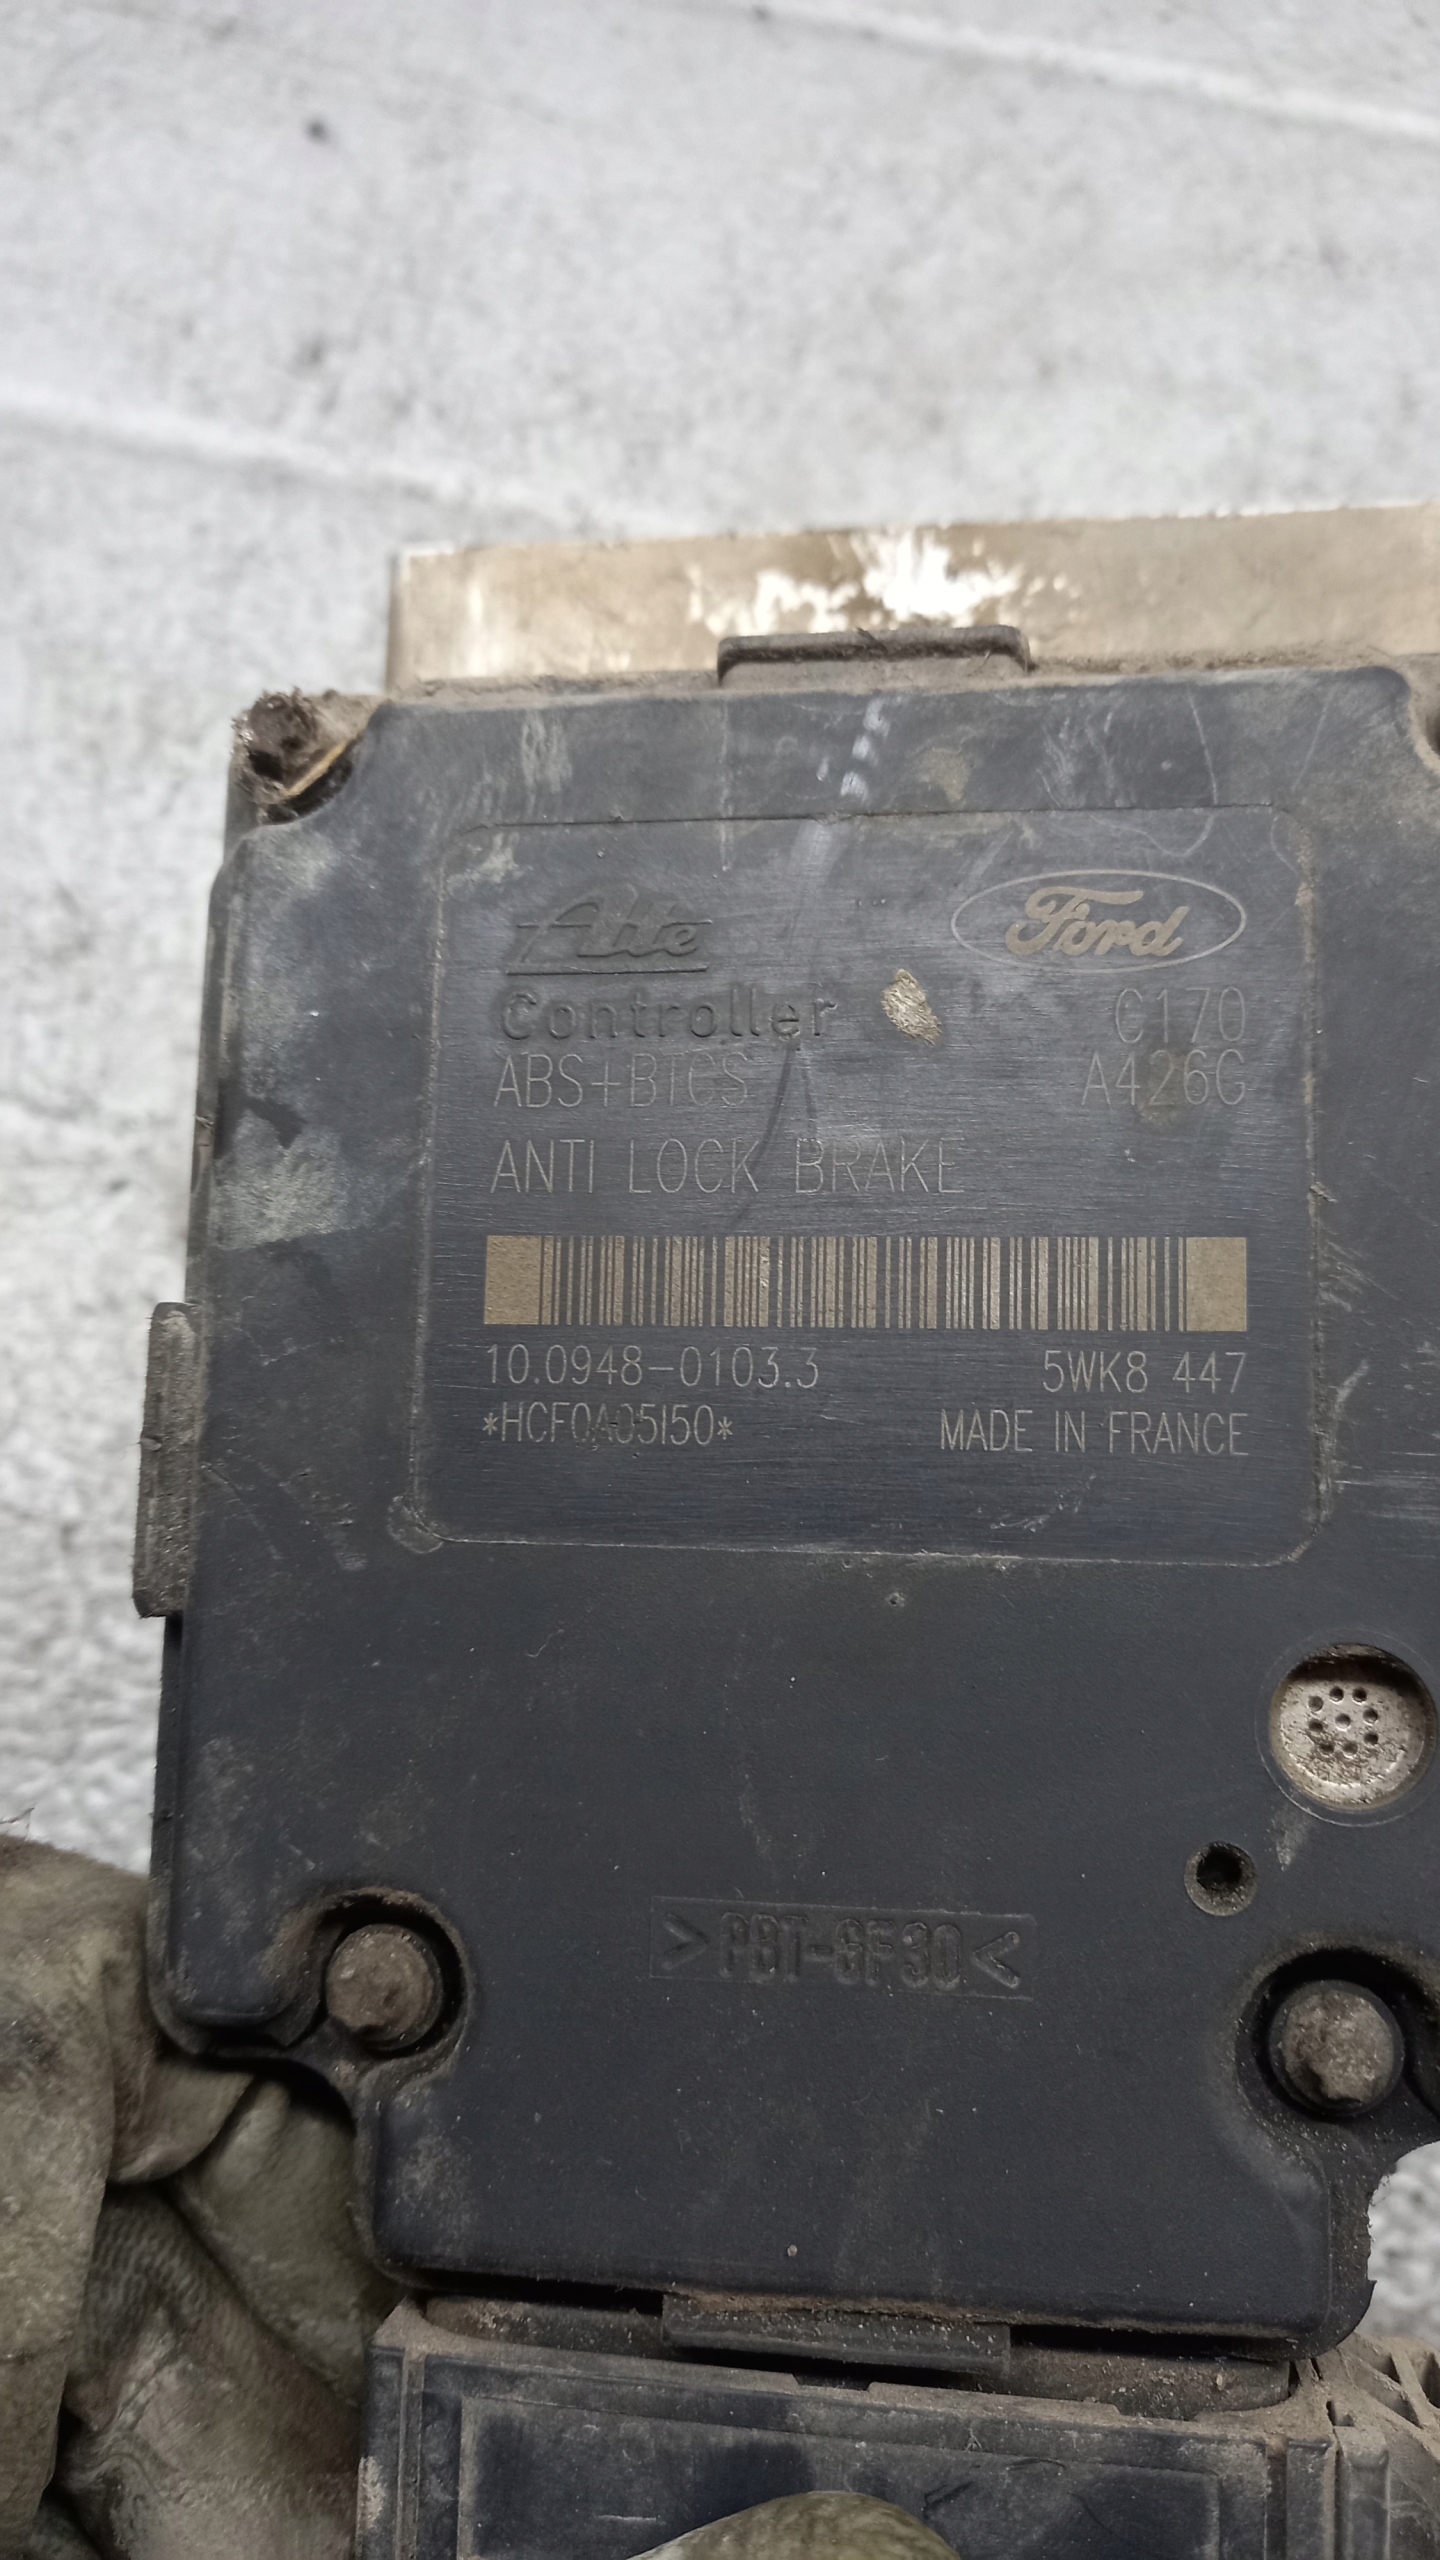 Ate
Ford
Controller
C170
ABS+BTCS
A426G
ANTI LOCK BRAKE
10.0948-0103.3
5WK8 447
*HCF0A05I50*
MADE IN FRANCE
>PBT-GF30<